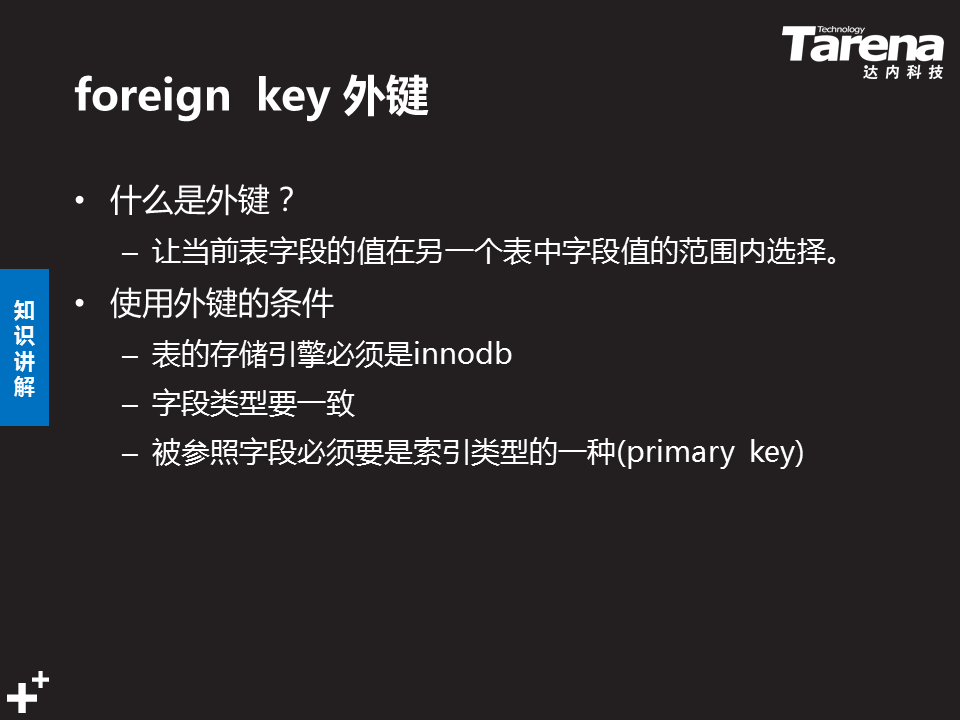 Technology
Tarena
达内科技
foreign key 外键
• 什么是外键？
– 让当前表字段的值在另一个表中字段值的范围内选择。
• 使用外键的条件
– 表的存储引擎必须是innodb
– 字段类型要一致
– 被参照字段必须要是索引类型的一种(primary key)
知识讲解